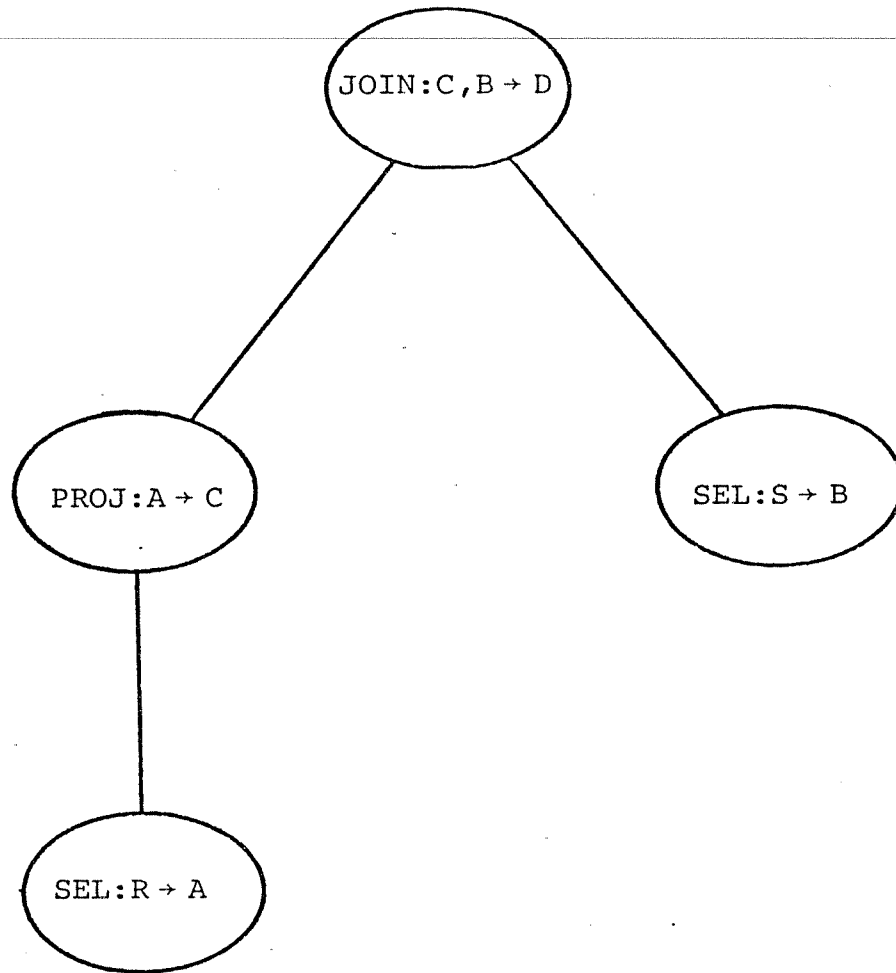 JOIN:C,B → D
PROJ:A → C
SEL:S → B
SEL:R → A